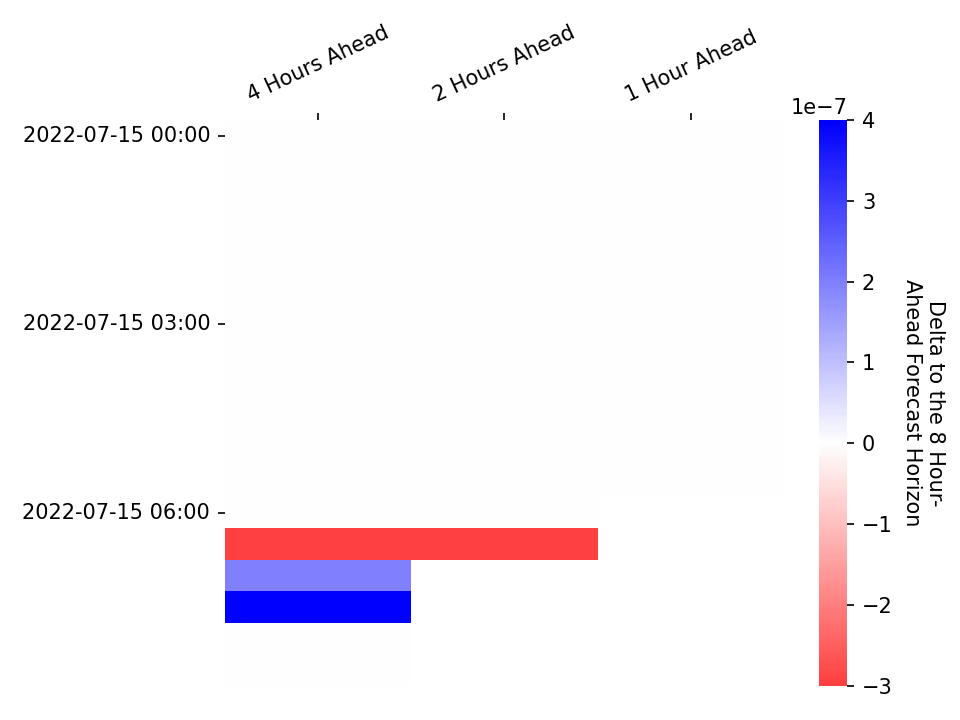 4 Hours Ahead
2 Hours Ahead
1 Hour Ahead
2022-07-15 00:00
2022-07-15 03:00
2022-07-15 06:00
1e−7
4
3
2
1
0
−1
−2
−3
Delta to the 8 Hour-
Ahead Forecast Horizon